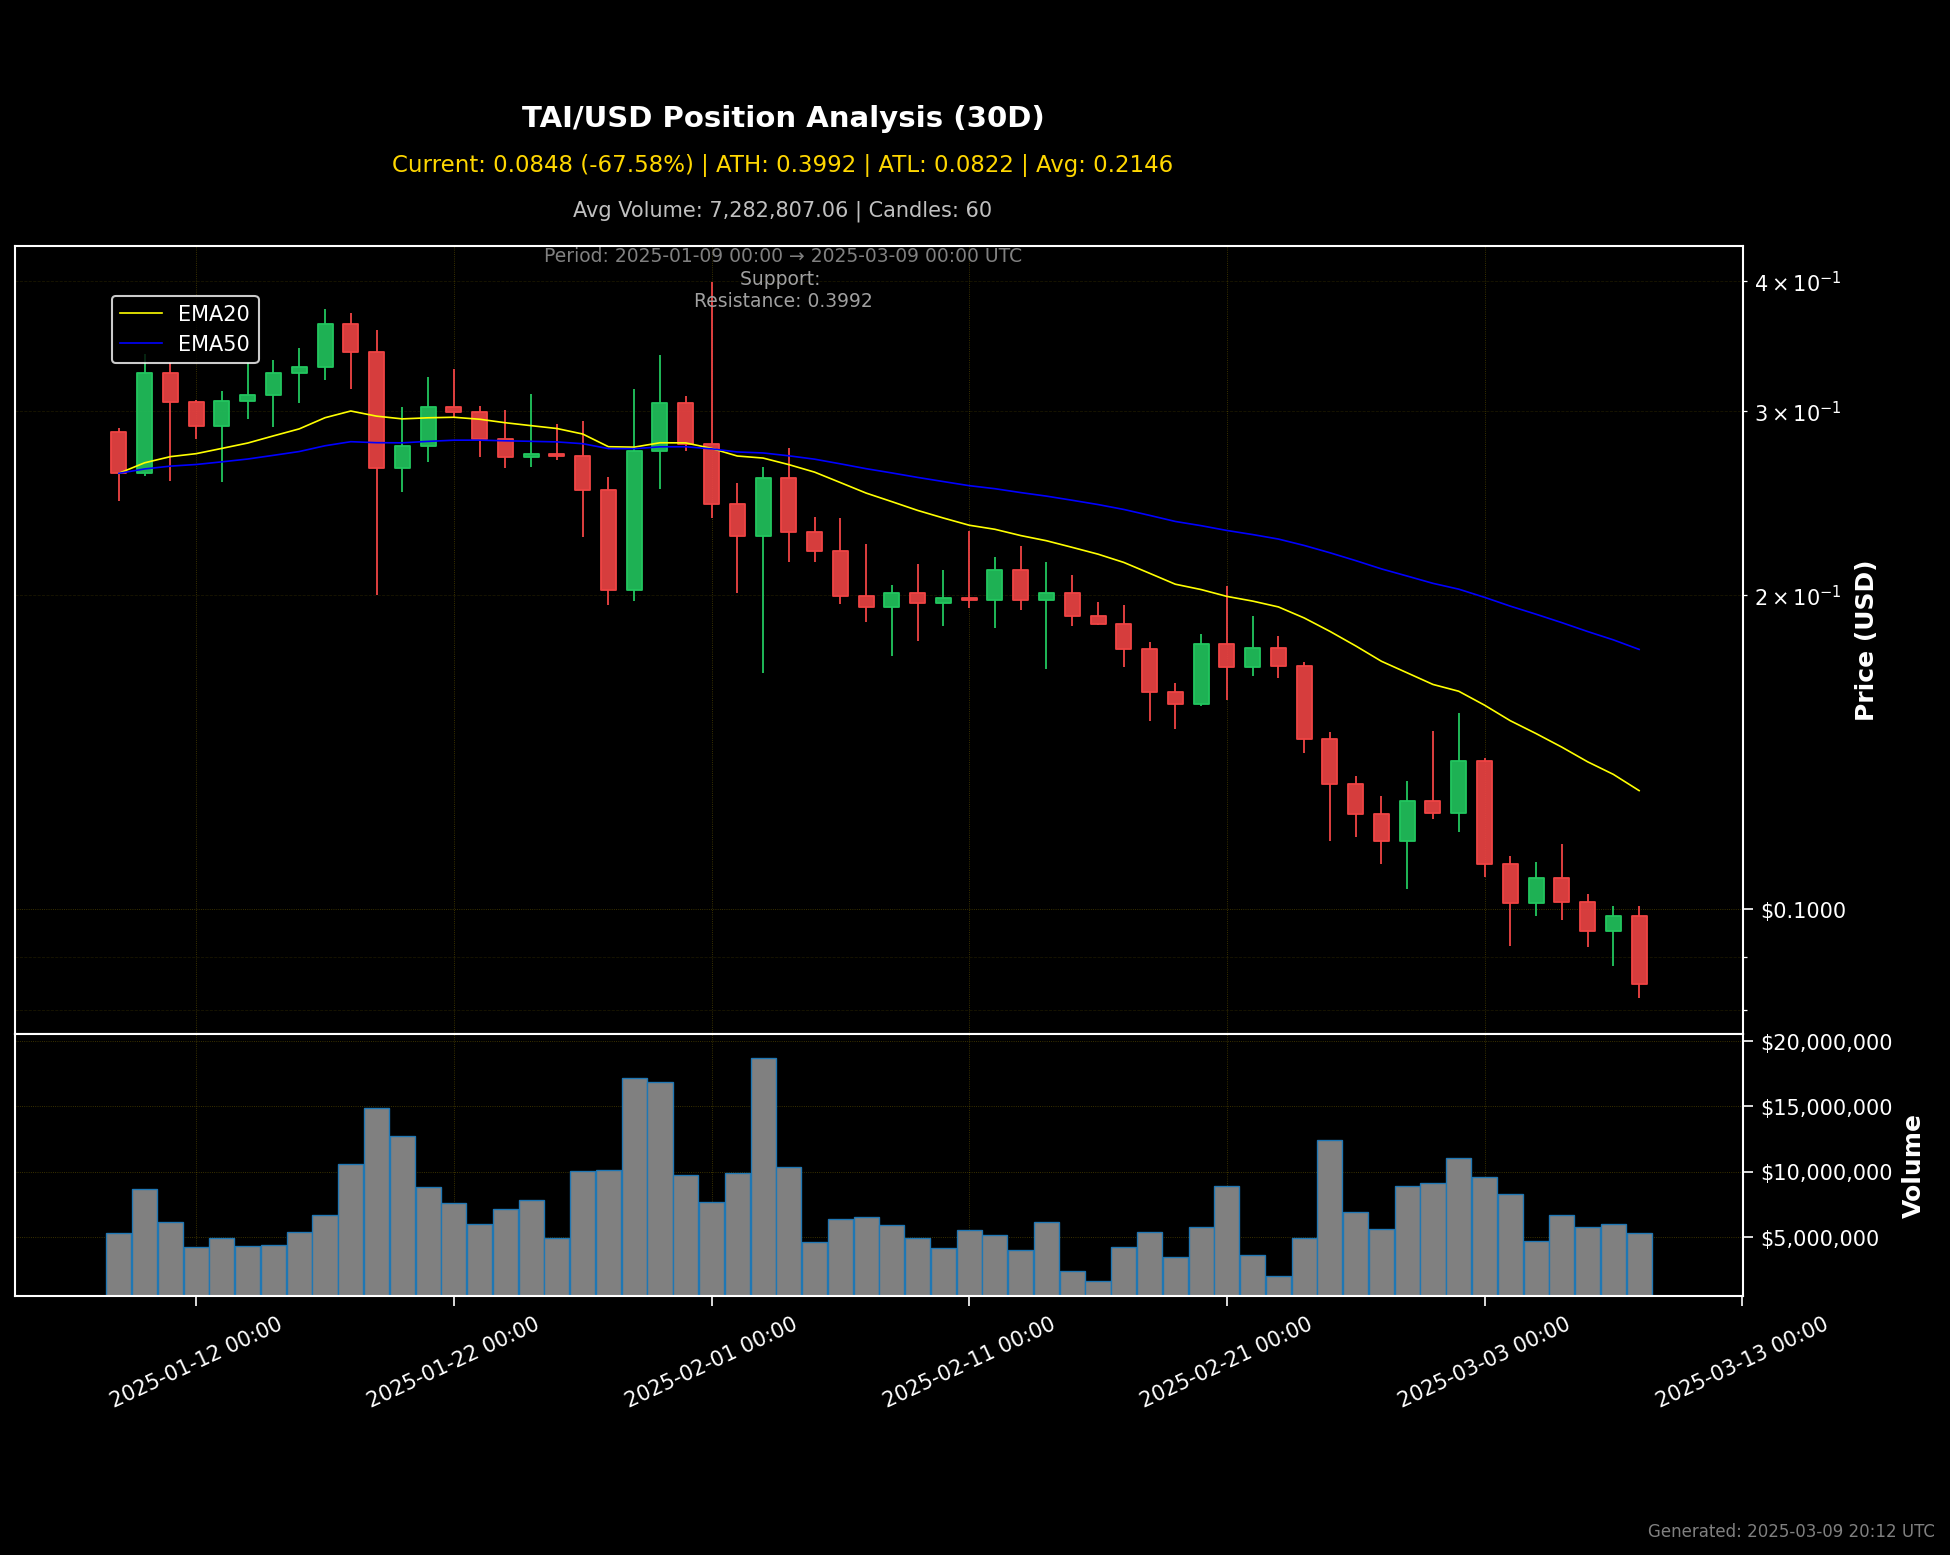 TAI/USD Position Analysis (30D)
Current: 0.0848 (-67.58%) | ATH: 0.3992 | ATL: 0.0822 | Avg: 0.2146
Avg Volume: 7,282,807.06 | Candles: 60
Period: 2025-01-09 00:00 → 2025-03-09 00:00 UTC
Support:
Resistance: 0.3992
EMA20
EMA50
4 × 10⁻¹
3 × 10⁻¹
2 × 10⁻¹
$0.1000
Price (USD)
$20,000,000
$15,000,000
$10,000,000
$5,000,000
Volume
2025-01-12 00:00
2025-01-22 00:00
2025-02-01 00:00
2025-02-11 00:00
2025-02-21 00:00
2025-03-03 00:00
2025-03-13 00:00
Generated: 2025-03-09 20:12 UTC